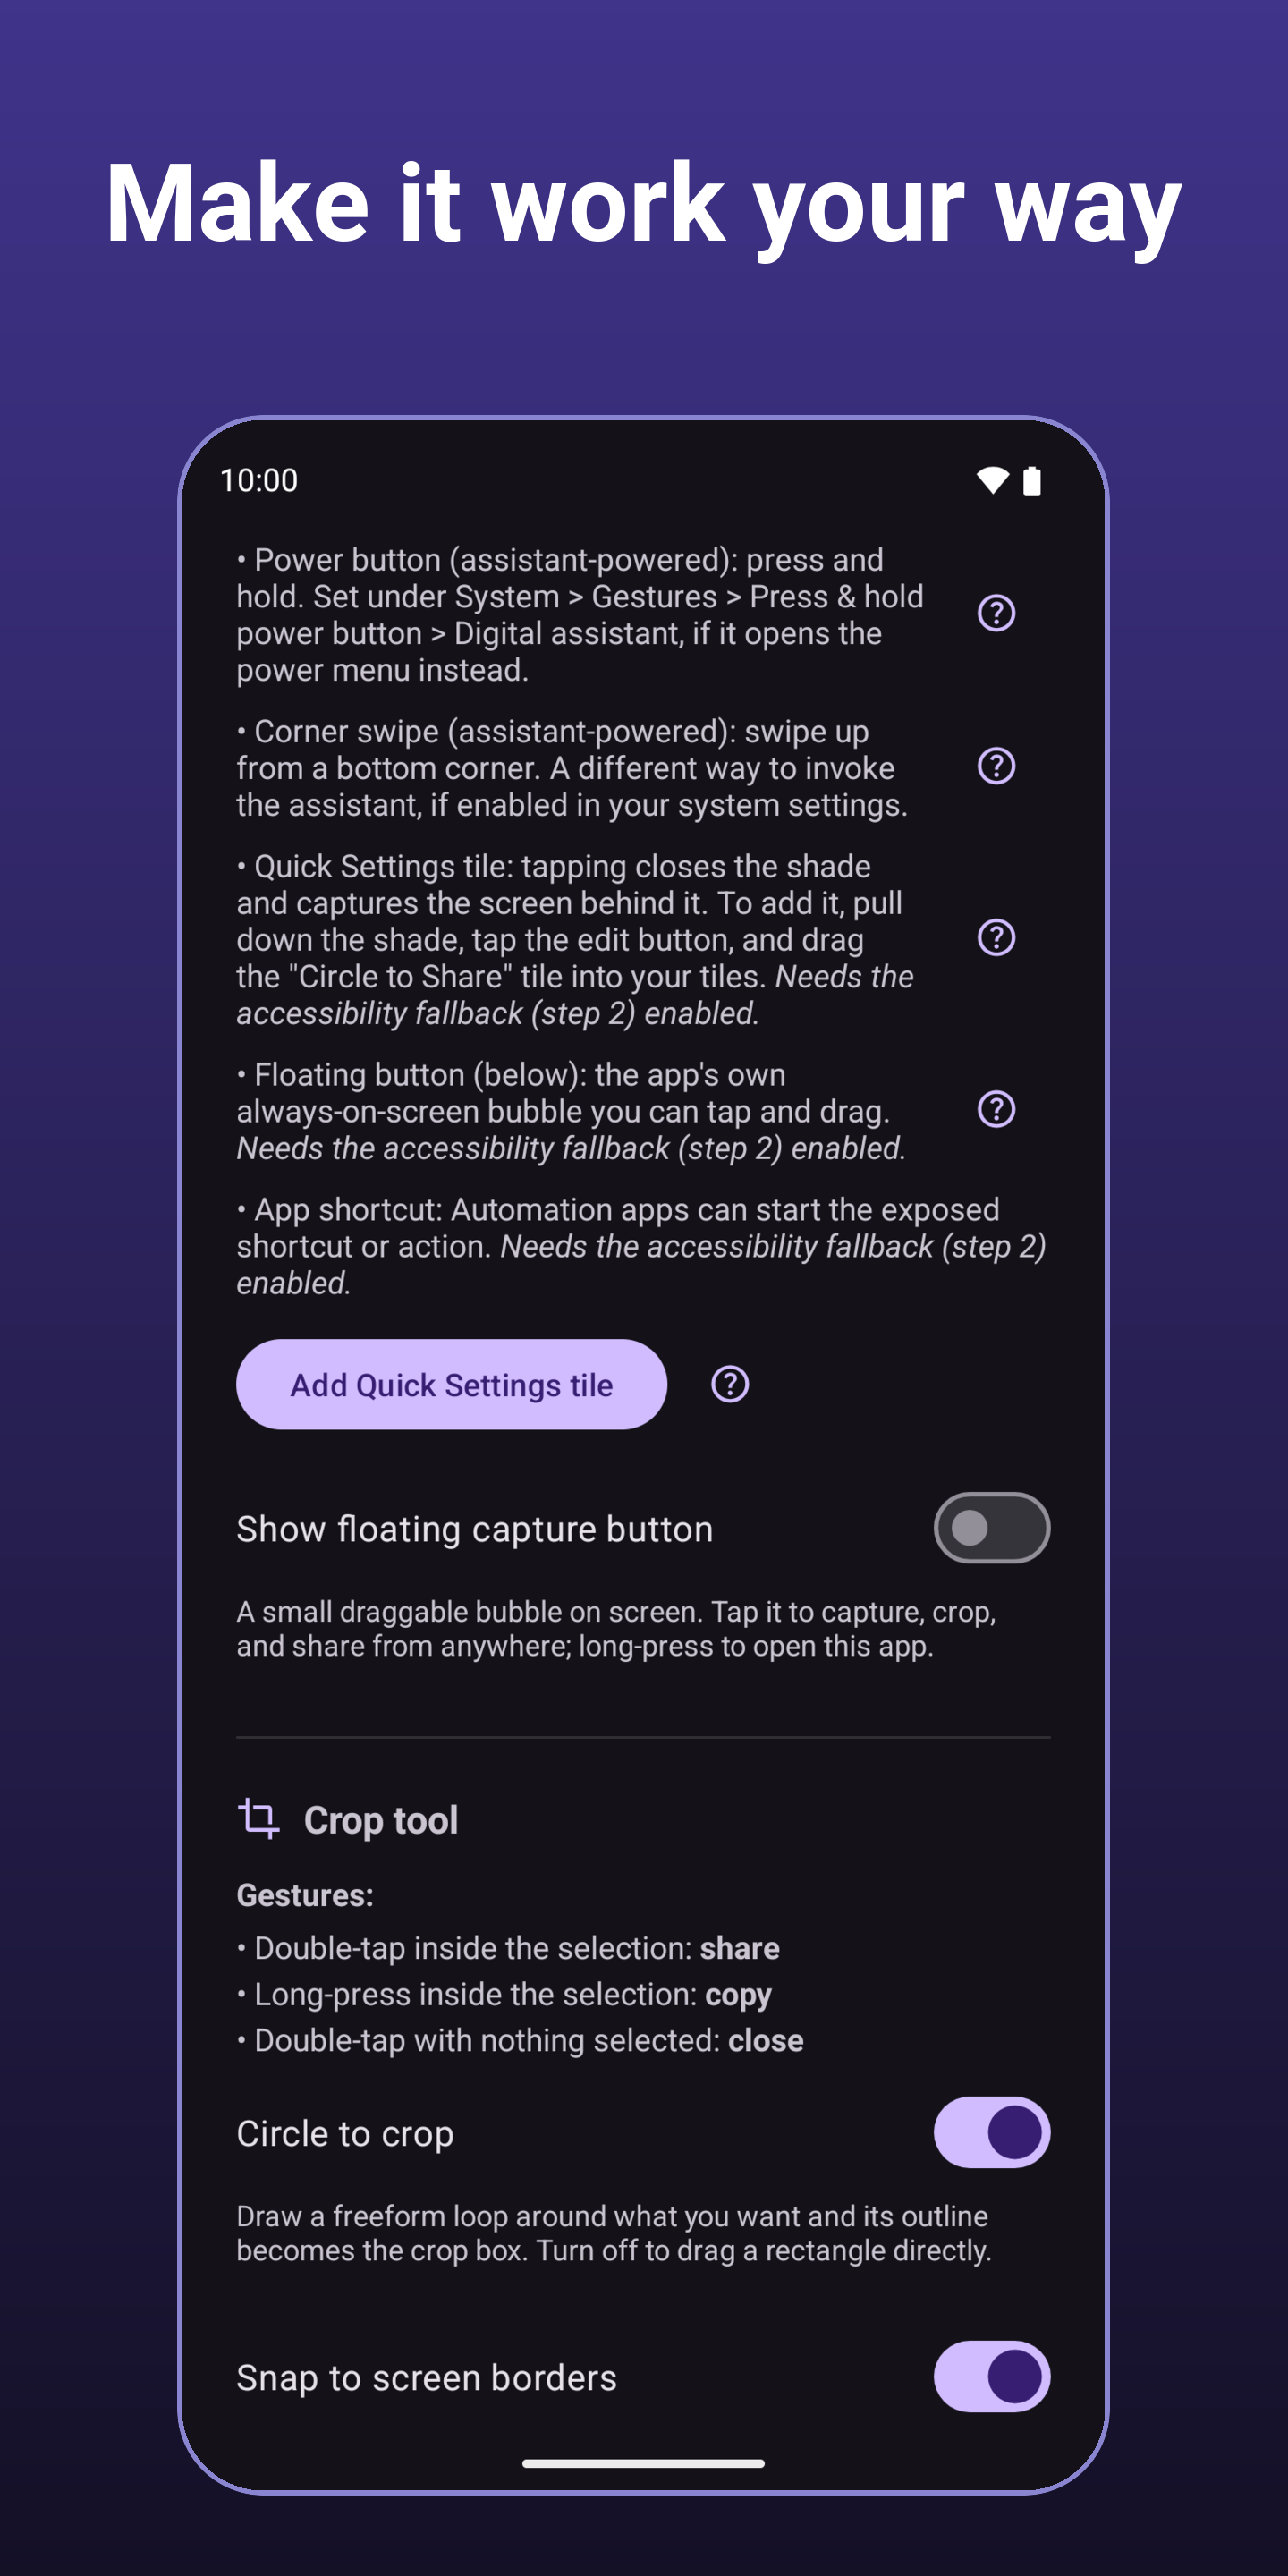 Make it work your way
10:00
• Power button (assistant-powered): press and
hold. Set under System > Gestures > Press & hold
power button > Digital assistant, if it opens the
power menu instead.
• Corner swipe (assistant-powered): swipe up
from a bottom corner. A different way to invoke
the assistant, if enabled in your system settings.
• Quick Settings tile: tapping closes the shade
and captures the screen behind it. To add it, pull
down the shade, tap the edit button, and drag
the "Circle to Share" tile into your tiles. Needs the
accessibility fallback (step 2) enabled.
• Floating button (below): the app's own
always-on-screen bubble you can tap and drag.
Needs the accessibility fallback (step 2) enabled.
• App shortcut: Automation apps can start the exposed
shortcut or action. Needs the accessibility fallback (step 2)
enabled.
Add Quick Settings tile
Show floating capture button
A small draggable bubble on screen. Tap it to capture, crop,
and share from anywhere; long-press to open this app.
Crop tool
Gestures:
• Double-tap inside the selection: share
• Long-press inside the selection: copy
• Double-tap with nothing selected: close
Circle to crop
Draw a freeform loop around what you want and its outline
becomes the crop box. Turn off to drag a rectangle directly.
Snap to screen borders